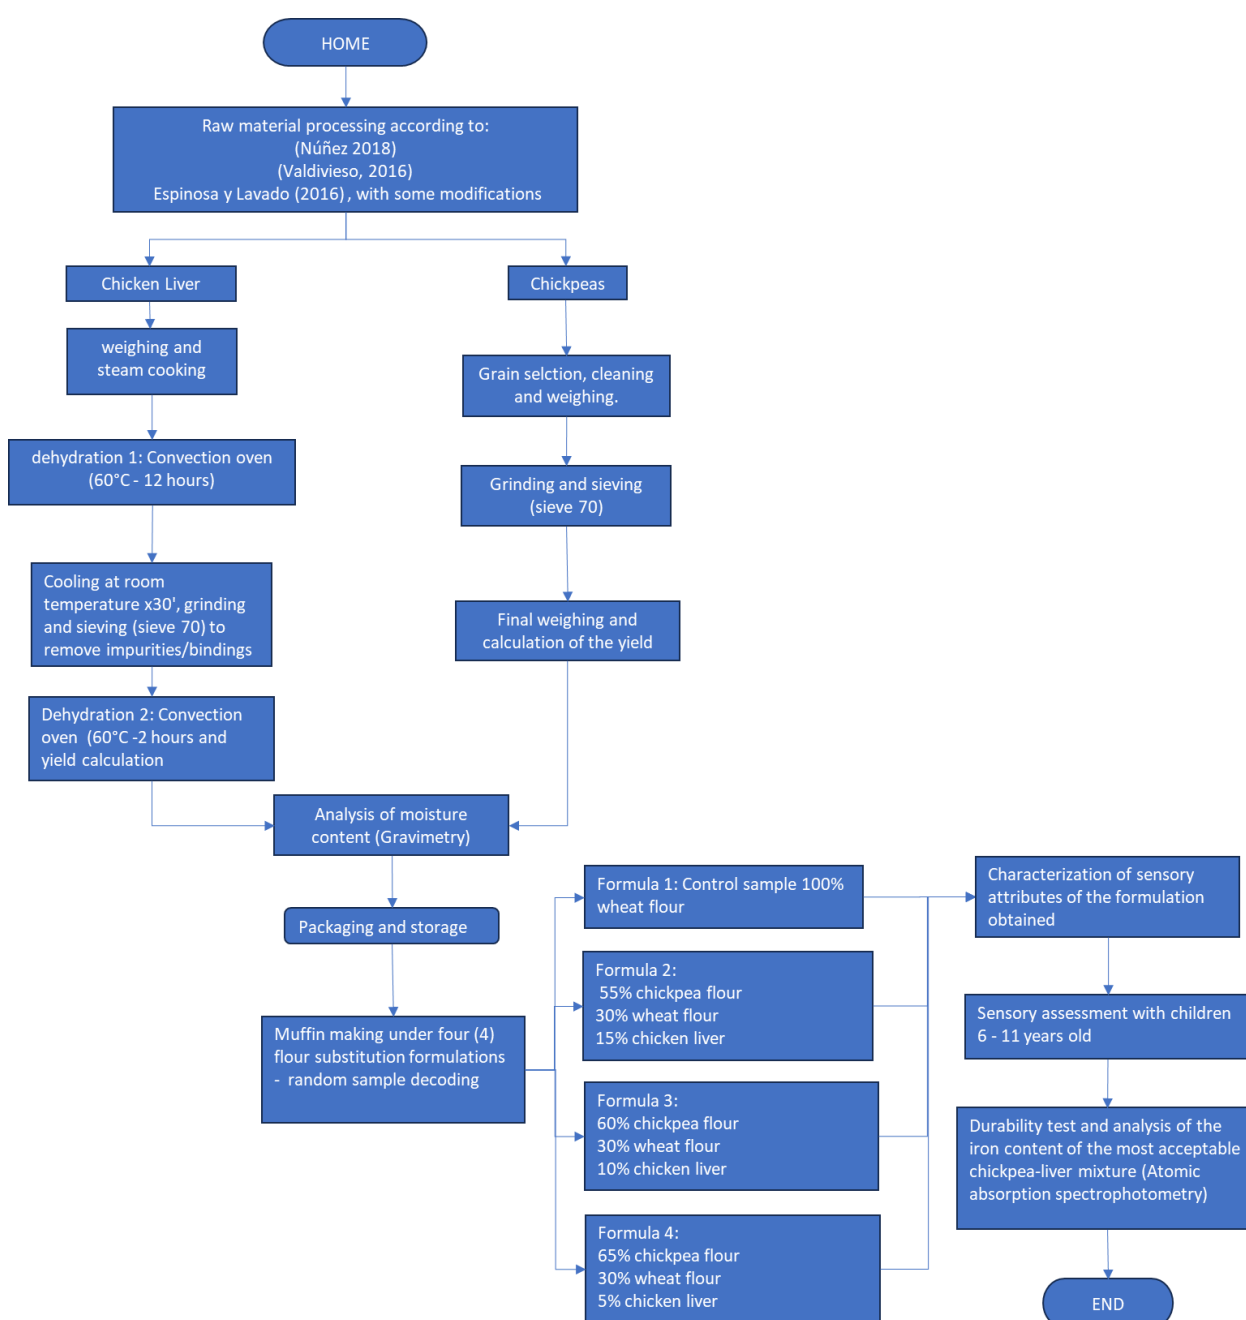 HOME
Raw material processing according to:
(Núñez 2018)
(Valdivieso, 2016)
Espinosa y Lavado (2016) , with some modifications
Chicken Liver
weighing and
steam cooking
dehydration 1: Convection oven
(60°C - 12 hours)
Cooling at room
temperature x30', grinding
and sieving (sieve 70) to
remove impurities/bindings
Dehydration 2: Convection
oven (60°C -2 hours and
yield calculation
Chickpeas
Grain selction, cleaning
and weighing.
Grinding and sieving
(sieve 70)
Final weighing and
calculation of the yield
Analysis of moisture
content (Gravimetry)
Packaging and storage
Muffin making under four (4)
flour substitution formulations
- random sample decoding
Formula 1: Control sample 100%
wheat flour
Formula 2:
55% chickpea flour
30% wheat flour
15% chicken liver
Formula 3:
60% chickpea flour
30% wheat flour
10% chicken liver
Formula 4:
65% chickpea flour
30% wheat flour
5% chicken liver
Characterization of sensory
attributes of the formulation
obtained
Sensory assessment with children
6 - 11 years old
Durability test and analysis of the
iron content of the most acceptable
chickpea-liver mixture (Atomic
absorption spectrophotometry)
END